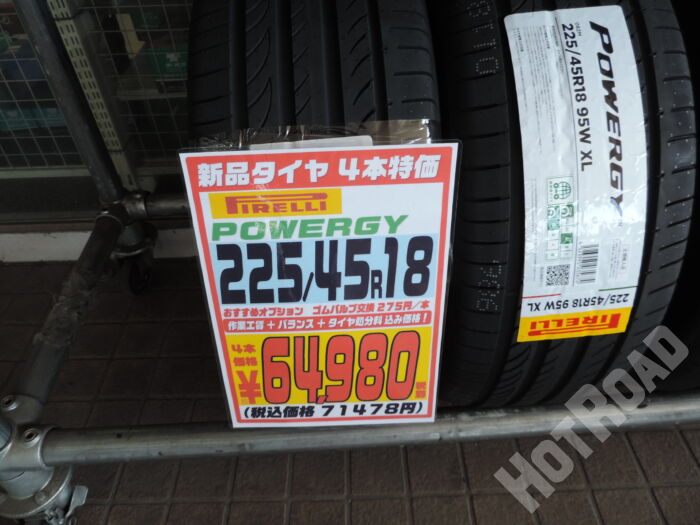 新品タイヤ 4本特価
PIRELLI
POWERGY
225/45R18
おすすめオプション ゴムバルブ交換 275円/本
作業工賃 + バランス + タイヤ処分料 込み価格!
4本
価格
64,980
(税込価格 71478円)
POWERGY
225/45R18 95W XL
225/45R18 95W XL
PIRELLI
HOTROAD